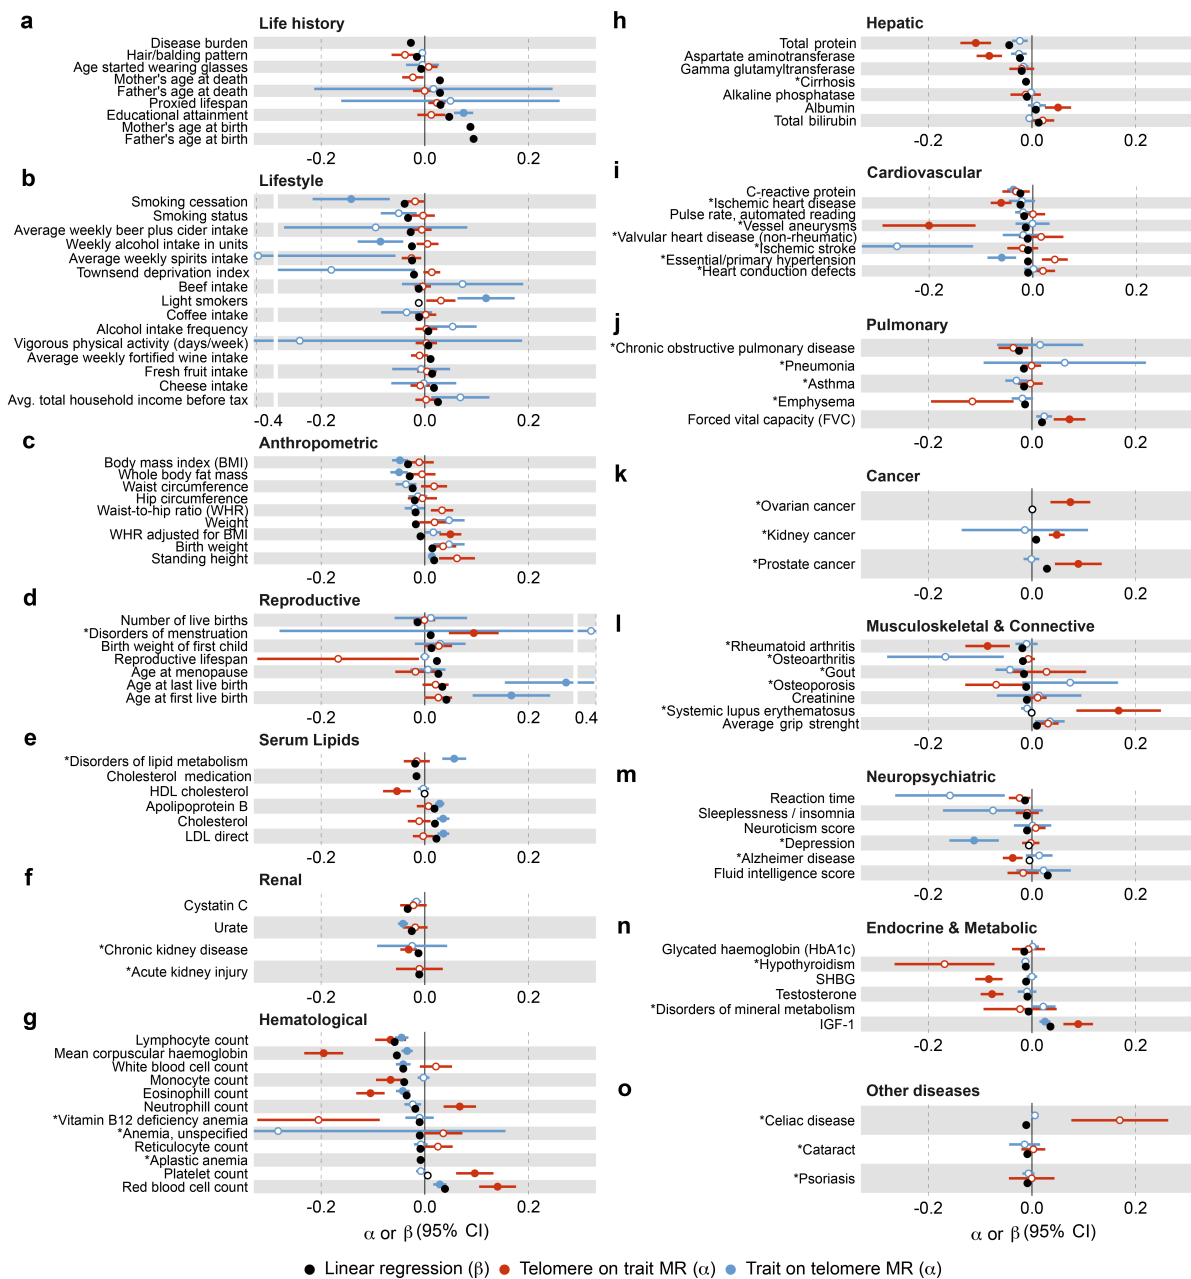 a
Life history
Disease burden
Hair/balding pattern
Age started wearing glasses
Mother's age at death
Father's age at death
Proxied lifespan
Educational attainment
Mother's age at birth
Father's age at birth
-0.2 0.0 0.2
b
Lifestyle
Smoking cessation
Smoking status
Average weekly beer plus cider intake
Weekly alcohol intake in units
Average weekly spirits intake
Townsend deprivation index
Beef intake
Light smokers
Coffee intake
Alcohol intake frequency
Vigorous physical activity (days/week)
Average weekly fortified wine intake
Fresh fruit intake
Cheese intake
Avg. total household income before tax
-0.4 -0.2 0.0 0.2
c
Anthropometric
Body mass index (BMI)
Whole body fat mass
Waist circumference
Hip circumference
Waist-to-hip ratio (WHR)
Weight
WHR adjusted for BMI
Birth weight
Standing height
-0.2 0.0 0.2
d
Reproductive
Number of live births
*Disorders of menstruation
Birth weight of first child
Reproductive lifespan
Age at menopause
Age at last live birth
Age at first live birth
-0.2 0.0 0.2 0.4
e
Serum Lipids
*Disorders of lipid metabolism
Cholesterol medication
HDL cholesterol
Apolipoprotein B
Cholesterol
LDL direct
-0.2 0.0 0.2
f
Renal
Cystatin C
Urate
*Chronic kidney disease
*Acute kidney injury
-0.2 0.0 0.2
g
Hematological
Lymphocyte count
Mean corpuscular haemoglobin
White blood cell count
Monocyte count
Eosinophill count
Neutrophill count
*Vitamin B12 deficiency anemia
*Anemia, unspecified
Reticulocyte count
*Aplastic anemia
Platelet count
Red blood cell count
-0.2 0.0 0.2
α or β (95% CI)
h
Hepatic
Total protein
Aspartate aminotransferase
Gamma glutamyltransferase
*Cirrhosis
Alkaline phosphatase
Albumin
Total bilirubin
-0.2 0.0 0.2
i
Cardiovascular
C-reactive protein
*Ischemic heart disease
Pulse rate, automated reading
*Vessel aneurysms
*Valvular heart disease (non-rheumatic)
*Ischemic stroke
*Essential/primary hypertension
*Heart conduction defects
-0.2 0.0 0.2
j
Pulmonary
*Chronic obstructive pulmonary disease
*Pneumonia
*Asthma
*Emphysema
Forced vital capacity (FVC)
-0.2 0.0 0.2
k
Cancer
*Ovarian cancer
*Kidney cancer
*Prostate cancer
-0.2 0.0 0.2
l
Musculoskeletal & Connective
*Rheumatoid arthritis
*Osteoarthritis
*Gout
*Osteoporosis
Creatinine
*Systemic lupus erythematosus
Average grip strenght
-0.2 0.0 0.2
m
Neuropsychiatric
Reaction time
Sleeplessness / insomnia
Neuroticism score
*Depression
*Alzheimer disease
Fluid intelligence score
-0.2 0.0 0.2
n
Endocrine & Metabolic
Glycated haemoglobin (HbA1c)
*Hypothyroidism
SHBG
Testosterone
*Disorders of mineral metabolism
IGF-1
-0.2 0.0 0.2
o
Other diseases
*Celiac disease
*Cataract
*Psoriasis
-0.2 0.0 0.2
α or β (95% CI)
Linear regression (β) Telomere on trait MR (α) Trait on telomere MR (α)